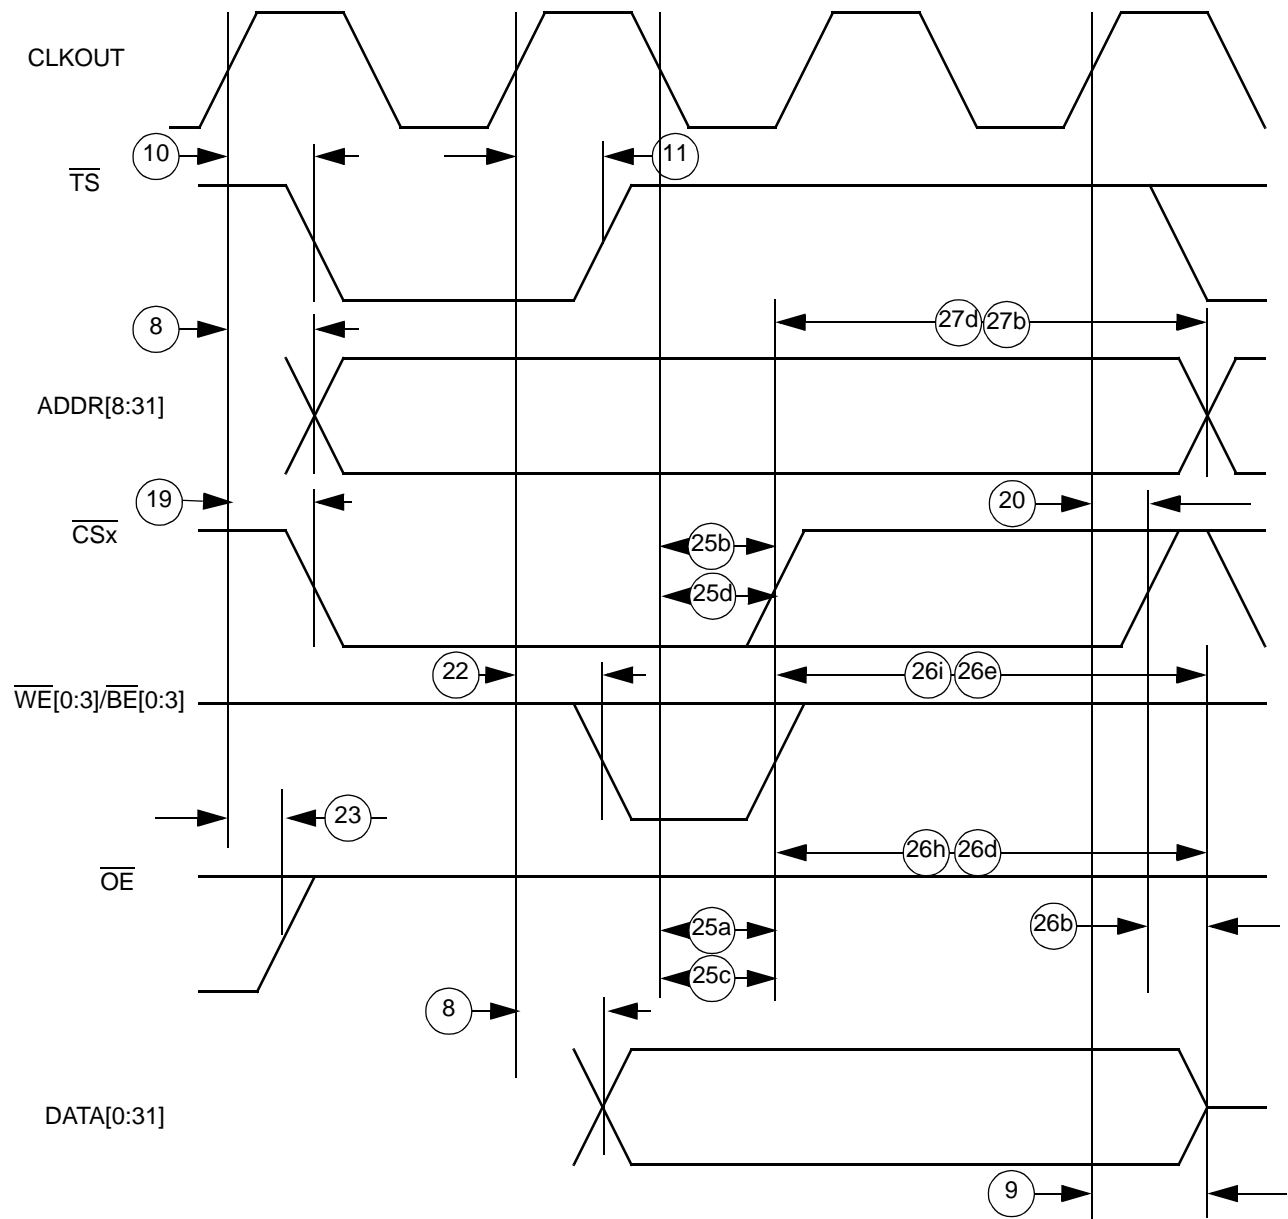 CLKOUT
10
11
TS
8
27d 27b
ADDR[8:31]
19
20
CSx
25b
25d
22
26i 26e
WE[0:3]/BE[0:3]
23
26h 26d
OE
25a
26b
25c
8
DATA[0:31]
9